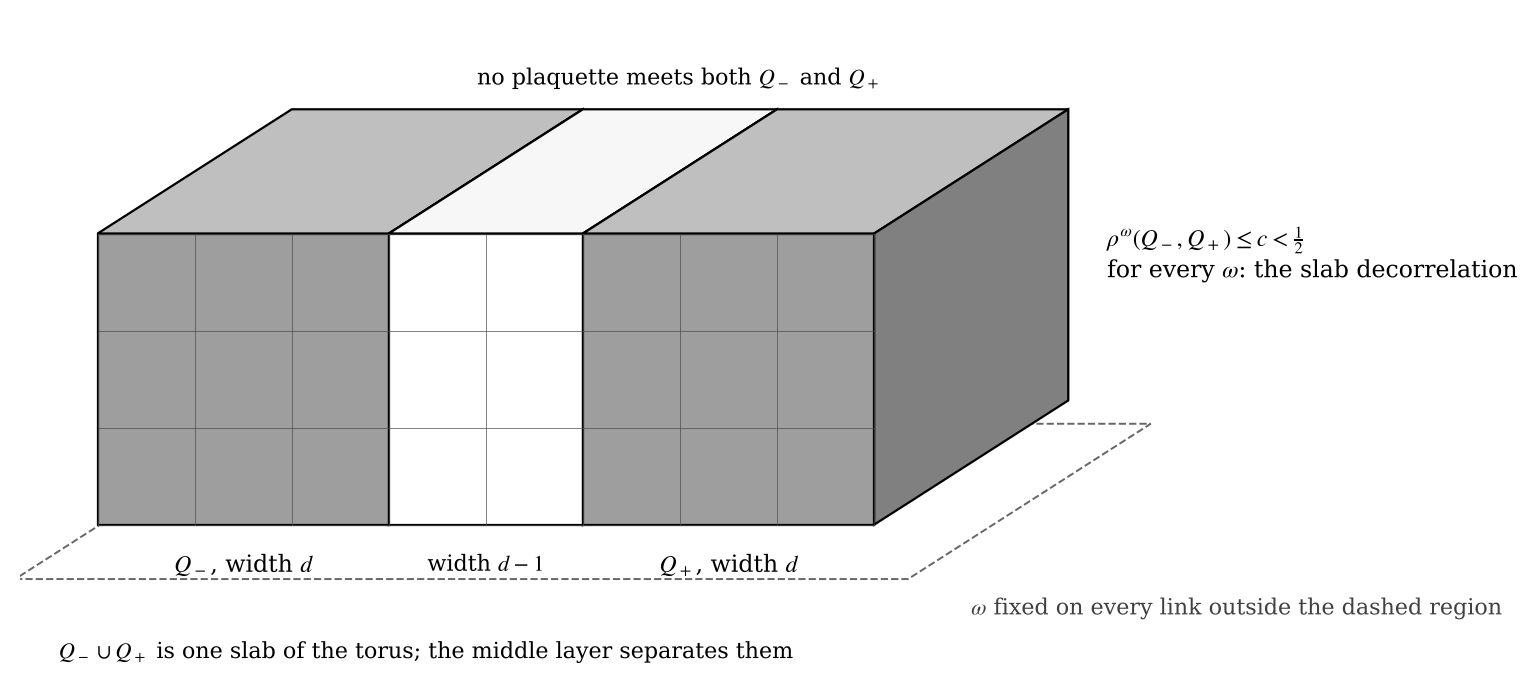 no plaquette meets both Q₋ and Q₊
ρ^ω(Q₋, Q₊) ≤ c < 1/2
for every ω: the slab decorrelation
Q₋, width d
width d − 1
Q₊, width d
ω fixed on every link outside the dashed region
Q₋ ∪ Q₊ is one slab of the torus; the middle layer separates them